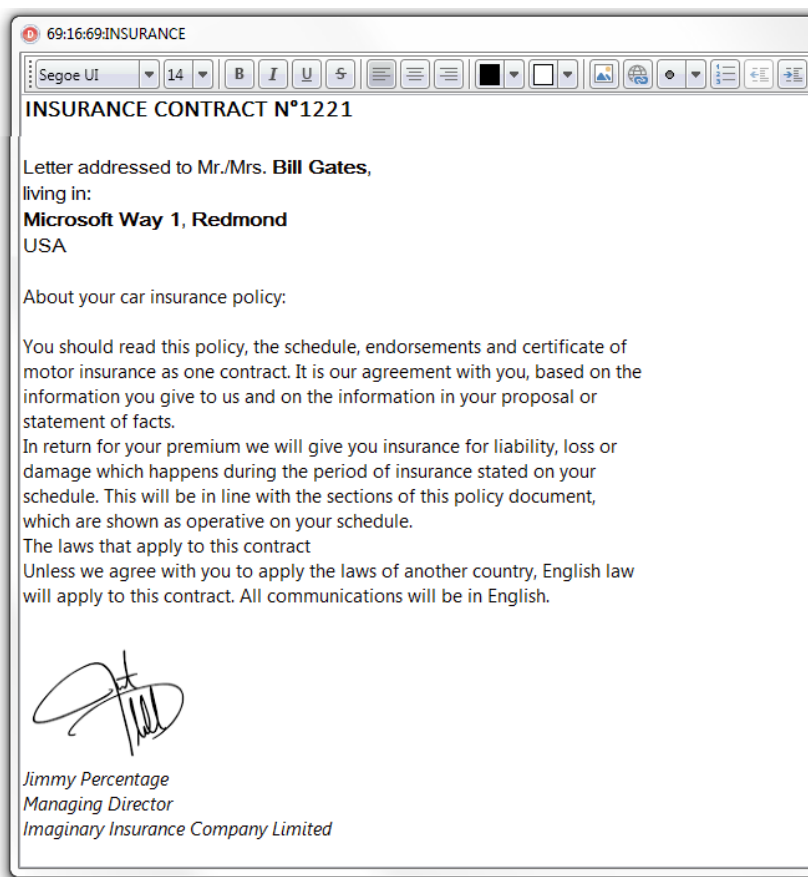 69:16:69:INSURANCE
Segoe UI 14 B I U S
INSURANCE CONTRACT N°1221
Letter addressed to Mr./Mrs. Bill Gates,
living in:
Microsoft Way 1, Redmond
USA
About your car insurance policy:
You should read this policy, the schedule, endorsements and certificate of
motor insurance as one contract. It is our agreement with you, based on the
information you give to us and on the information in your proposal or
statement of facts.
In return for your premium we will give you insurance for liability, loss or
damage which happens during the period of insurance stated on your
schedule. This will be in line with the sections of this policy document,
which are shown as operative on your schedule.
The laws that apply to this contract
Unless we agree with you to apply the laws of another country, English law
will apply to this contract. All communications will be in English.
Jimmy Percentage
Managing Director
Imaginary Insurance Company Limited